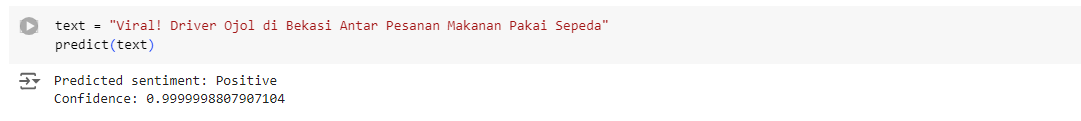 text = "Viral! Driver Ojol di Bekasi Antar Pesanan Makanan Pakai Sepeda"
predict(text)
Predicted sentiment: Positive
Confidence: 0.9999998807907104